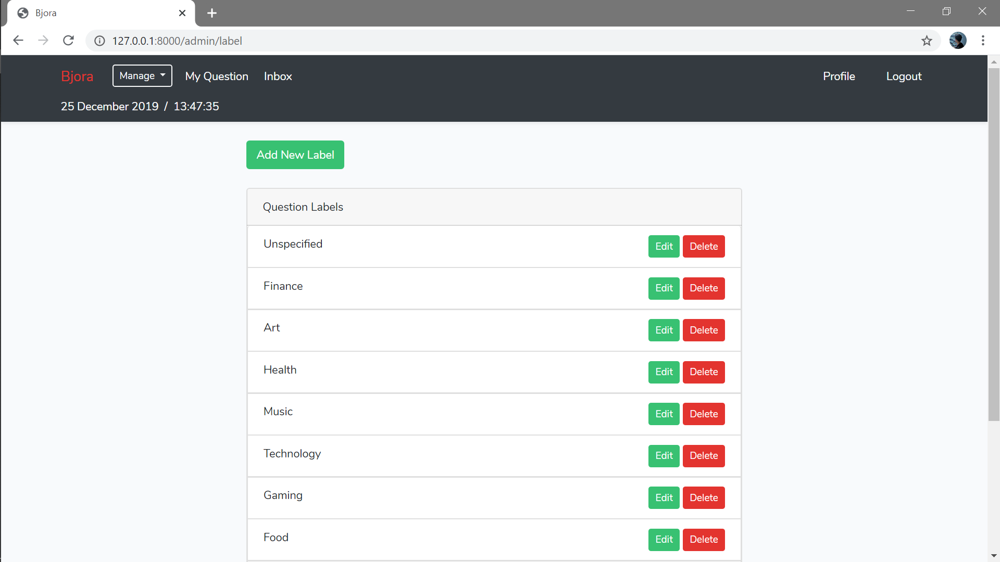 Bjora
127.0.0.1:8000/admin/label
Bjora Manage My Question Inbox Profile Logout
25 December 2019 / 13:47:35
Add New Label
Question Labels
Unspecified Edit Delete
Finance Edit Delete
Art Edit Delete
Health Edit Delete
Music Edit Delete
Technology Edit Delete
Gaming Edit Delete
Food Edit Delete